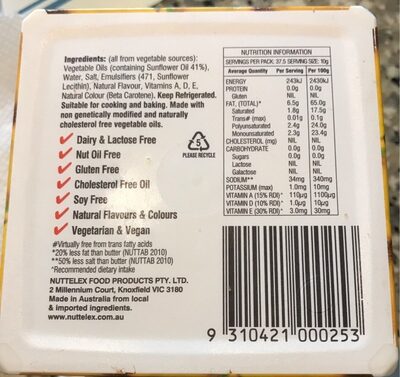 Ingredients: (all from vegetable sources):
Vegetable Oils (containing Sunflower Oil 41%),
Water, Salt, Emulsifiers (471, Sunflower
Lecithin), Natural Flavour, Vitamins A, D, E,
Natural Colour (Beta Carotene). Keep Refrigerated.
Suitable for cooking and baking. Made with
non genetically modified and naturally
cholesterol free vegetable oils.
Dairy & Lactose Free
Nut Oil Free
Gluten Free
Cholesterol Free Oil
Soy Free
Natural Flavours & Colours
Vegetarian & Vegan
5
PLEASE RECYCLE
#Virtually free from trans fatty acids
*20% less fat than butter (NUTTAB 2010)
**50% less salt than butter (NUTTAB 2010)
^Recommended dietary intake
NUTTELEX FOOD PRODUCTS PTY. LTD.
2 Millennium Court, Knoxfield VIC 3180
Made in Australia from local
& imported ingredients.
www.nuttelex.com.au
NUTRITION INFORMATION
SERVINGS PER PACK: 37.5 SERVING SIZE: 10g
Average Quantity Per Serving Per 100g
ENERGY 243kJ 2430kJ
PROTEIN 0.0g 0.0g
Gluten NIL NIL
FAT, (TOTAL)* 6.5g 65.0g
Saturated 1.8g 17.5g
Trans# (max) 0.01g 0.1g
Polyunsaturated 2.4g 24.0g
Monounsaturated 2.3g 23.4g
CHOLESTEROL (mg) NIL NIL
CARBOHYDRATE 0.0g 0.0g
Sugars 0.0g 0.0g
Lactose NIL NIL
Galactose NIL NIL
SODIUM** 34mg 340mg
POTASSIUM (max) 1.0mg 10mg
VITAMIN A (15% RDI)^ 110µg 1100µg
VITAMIN D (10% RDI)^ 1.0µg 10µg
VITAMIN E (30% RDI)^ 3.0mg 30mg
9 310421 000253